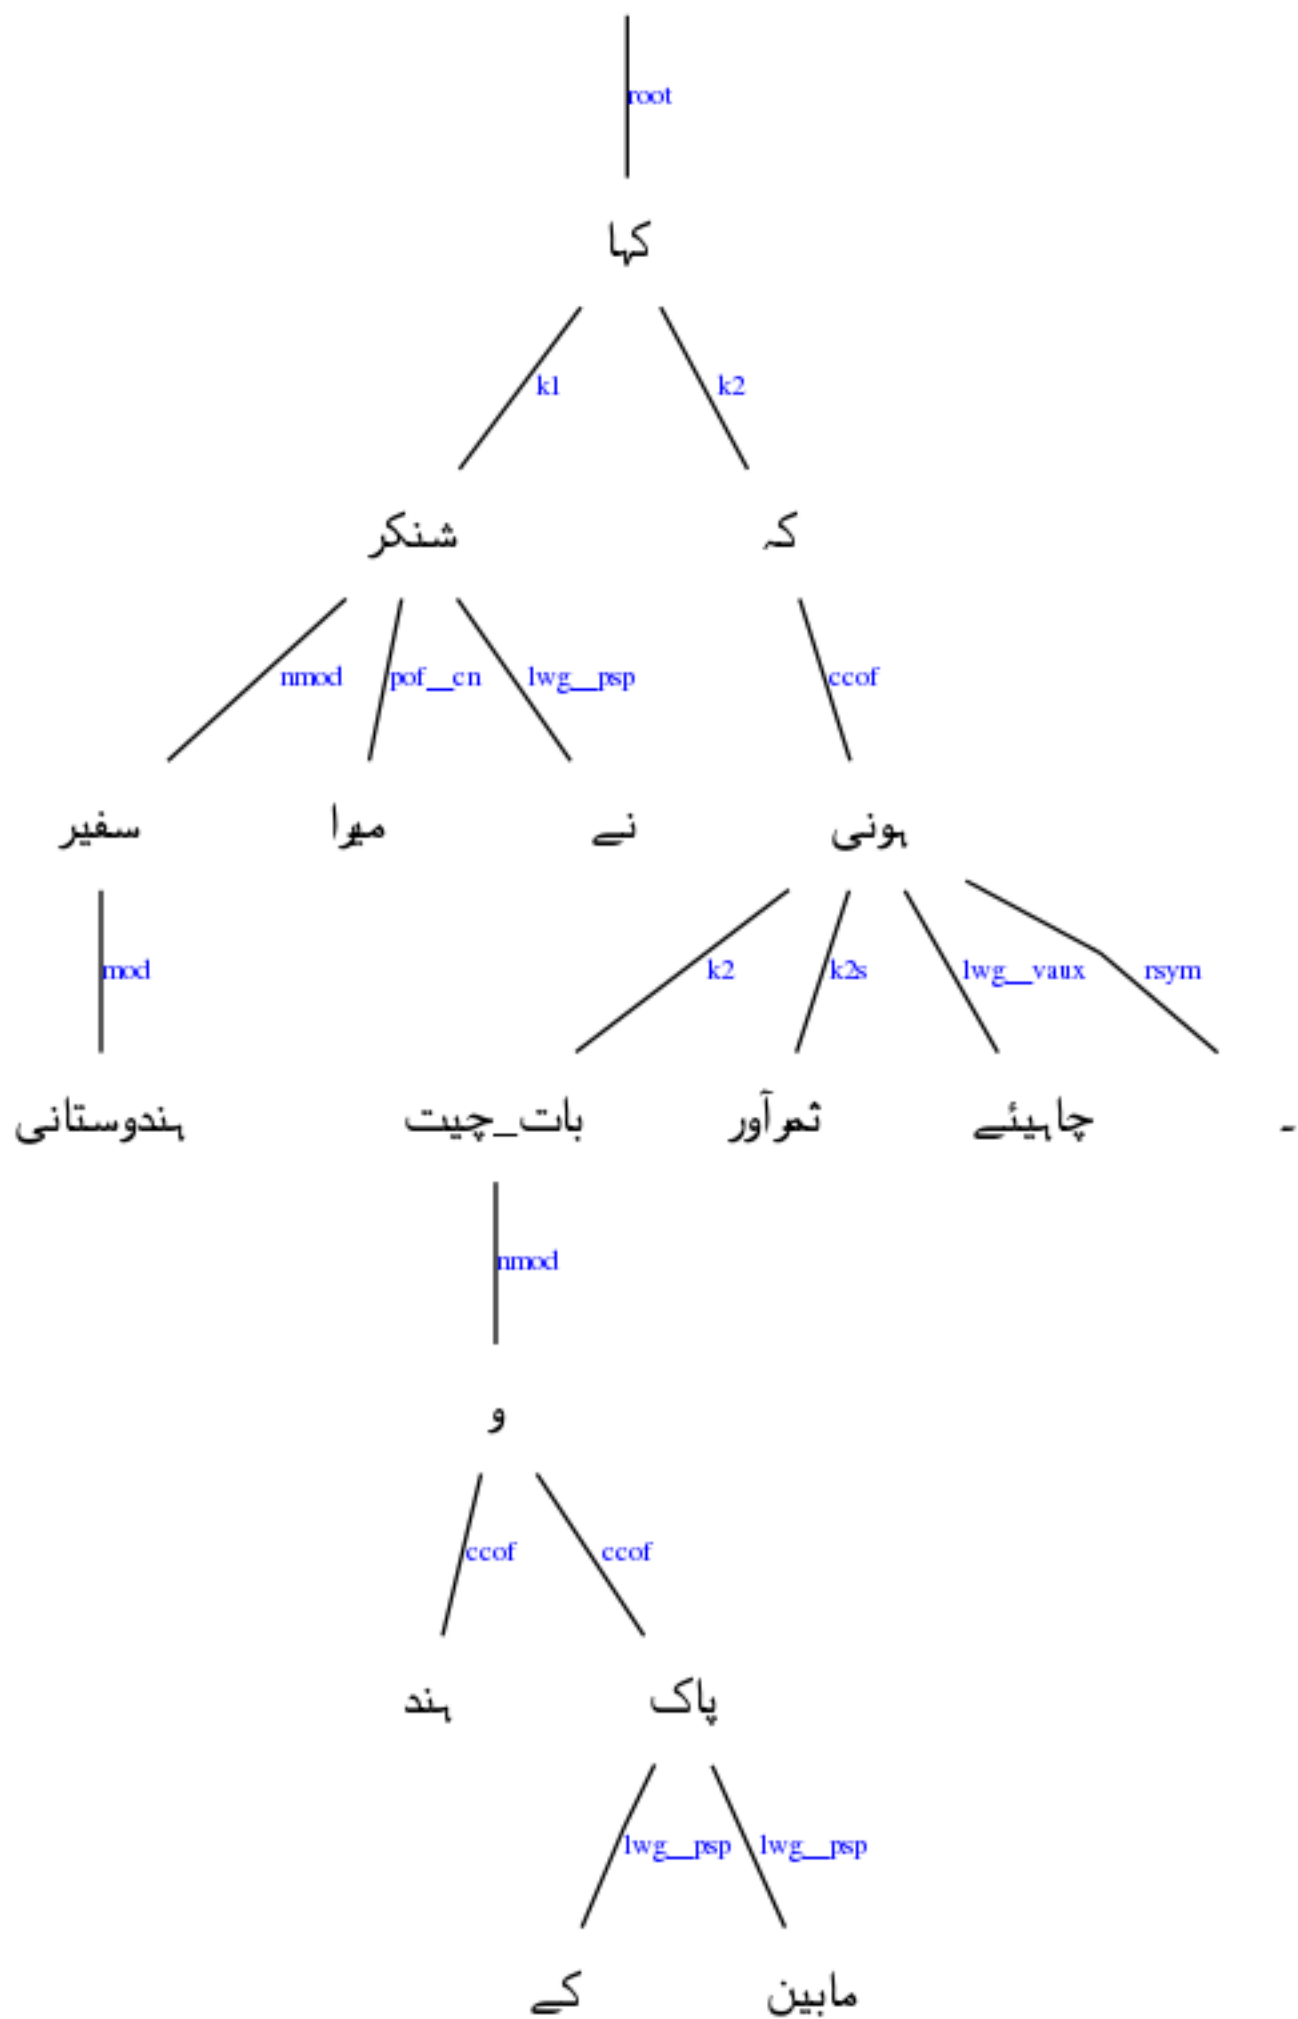 root
کہا
k1 k2
شنکر کہ
nmod pof__cn lwg__psp ccof
سفیر میرا نے ہونی
mod k2 k2s lwg__vaux rsym
ہندوستانی بات_چیت ثمرآور چاہیئے ۔
nmod
و
ccof ccof
ہند پاک
lwg__psp lwg__psp
کے مابین